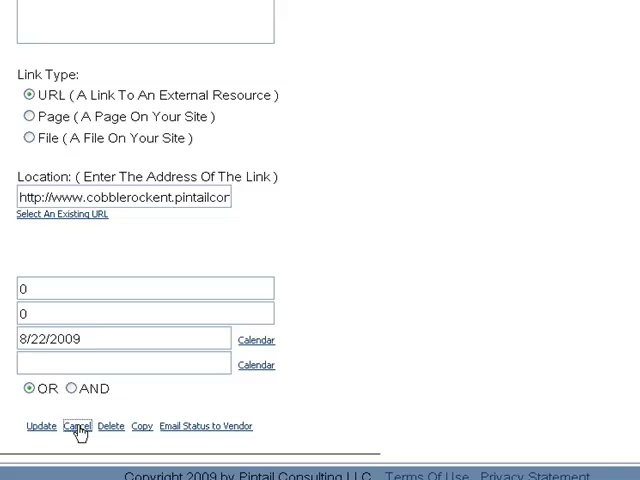 Link Type:
URL ( A Link To An External Resource )
Page ( A Page On Your Site )
File ( A File On Your Site )
Location: ( Enter The Address Of The Link )
http://www.cobblerockent.pintailcor
Select An Existing URL
0
0
8/22/2009 Calendar
Calendar
OR AND
Update Cancel Delete Copy Email Status to Vendor
Copyright 2009 by Pintail Consulting LLC Terms Of Use Privacy Statement